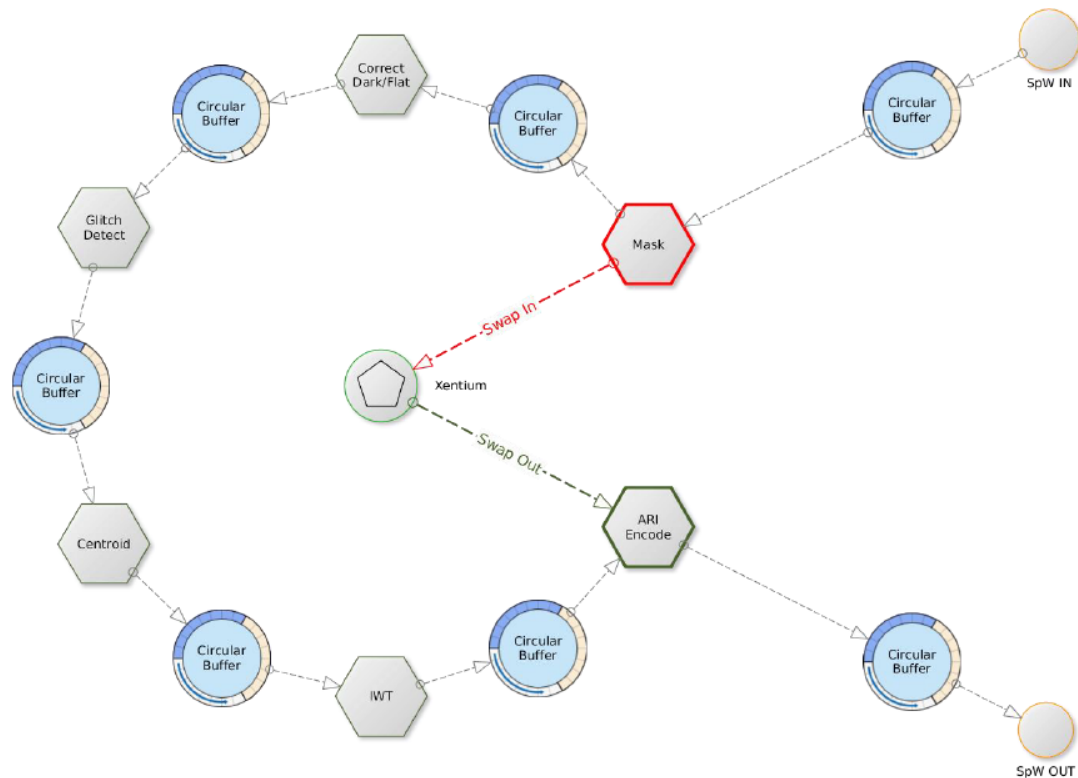 SpW IN
Circular
Buffer
Mask
Circular
Buffer
Correct
Dark/Flat
Circular
Buffer
Glitch
Detect
Circular
Buffer
Centroid
Circular
Buffer
IWT
Circular
Buffer
ARI
Encode
Circular
Buffer
SpW OUT
Swap In
Xentium
Swap Out